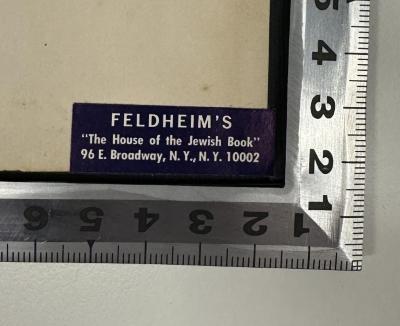 FELDHEIM'S
"The House of the Jewish Book"
96 E. Broadway, N. Y., N. Y. 10002
4
3
2
6 5 4 3 2 1
1